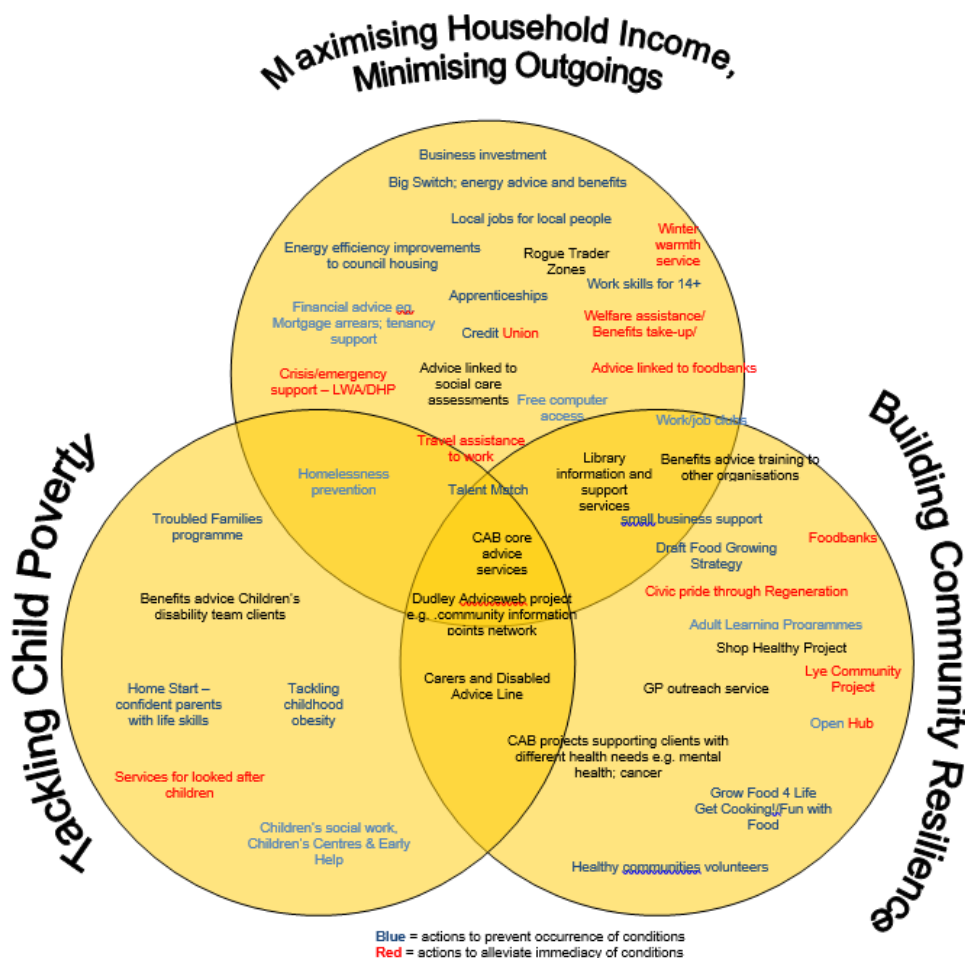 Maximising Household Income,
Minimising Outgoings
Business investment
Big Switch; energy advice and benefits
Local jobs for local people
Winter
warmth
service
Energy efficiency improvements
to council housing
Rogue Trader
Zones
Work skills for 14+
Apprenticeships
Financial advice eg.
Mortgage arrears; tenancy
support
Welfare assistance/
Benefits take-up/
Credit Union
Crisis/emergency
support – LWA/DHP
Advice linked to
social care
assessments
Advice linked to foodbanks
Free computer
access
Work/job clubs
Travel assistance
to work
Tackling Child Poverty
Building Community Resilience
Homelessness
prevention
Talent Match
Library
information and
support
services
Benefits advice training to
other organisations
Troubled Families
programme
small business support
CAB core
advice
services
Foodbanks
Draft Food Growing
Strategy
Benefits advice Children's
disability team clients
Dudley Adviceweb project
e.g. .community information
points network
Civic pride through Regeneration
Adult Learning Programmes
Shop Healthy Project
Carers and Disabled
Advice Line
Lye Community
Project
GP outreach service
Home Start –
confident parents
with life skills
Tackling
childhood
obesity
Open Hub
CAB projects supporting clients with
different health needs e.g. mental
health; cancer
Services for looked after
children
Grow Food 4 Life
Get Cooking!/Fun with
Food
Children's social work,
Children's Centres & Early
Help
Healthy communities volunteers
Blue = actions to prevent occurrence of conditions
Red = actions to alleviate immediacy of conditions